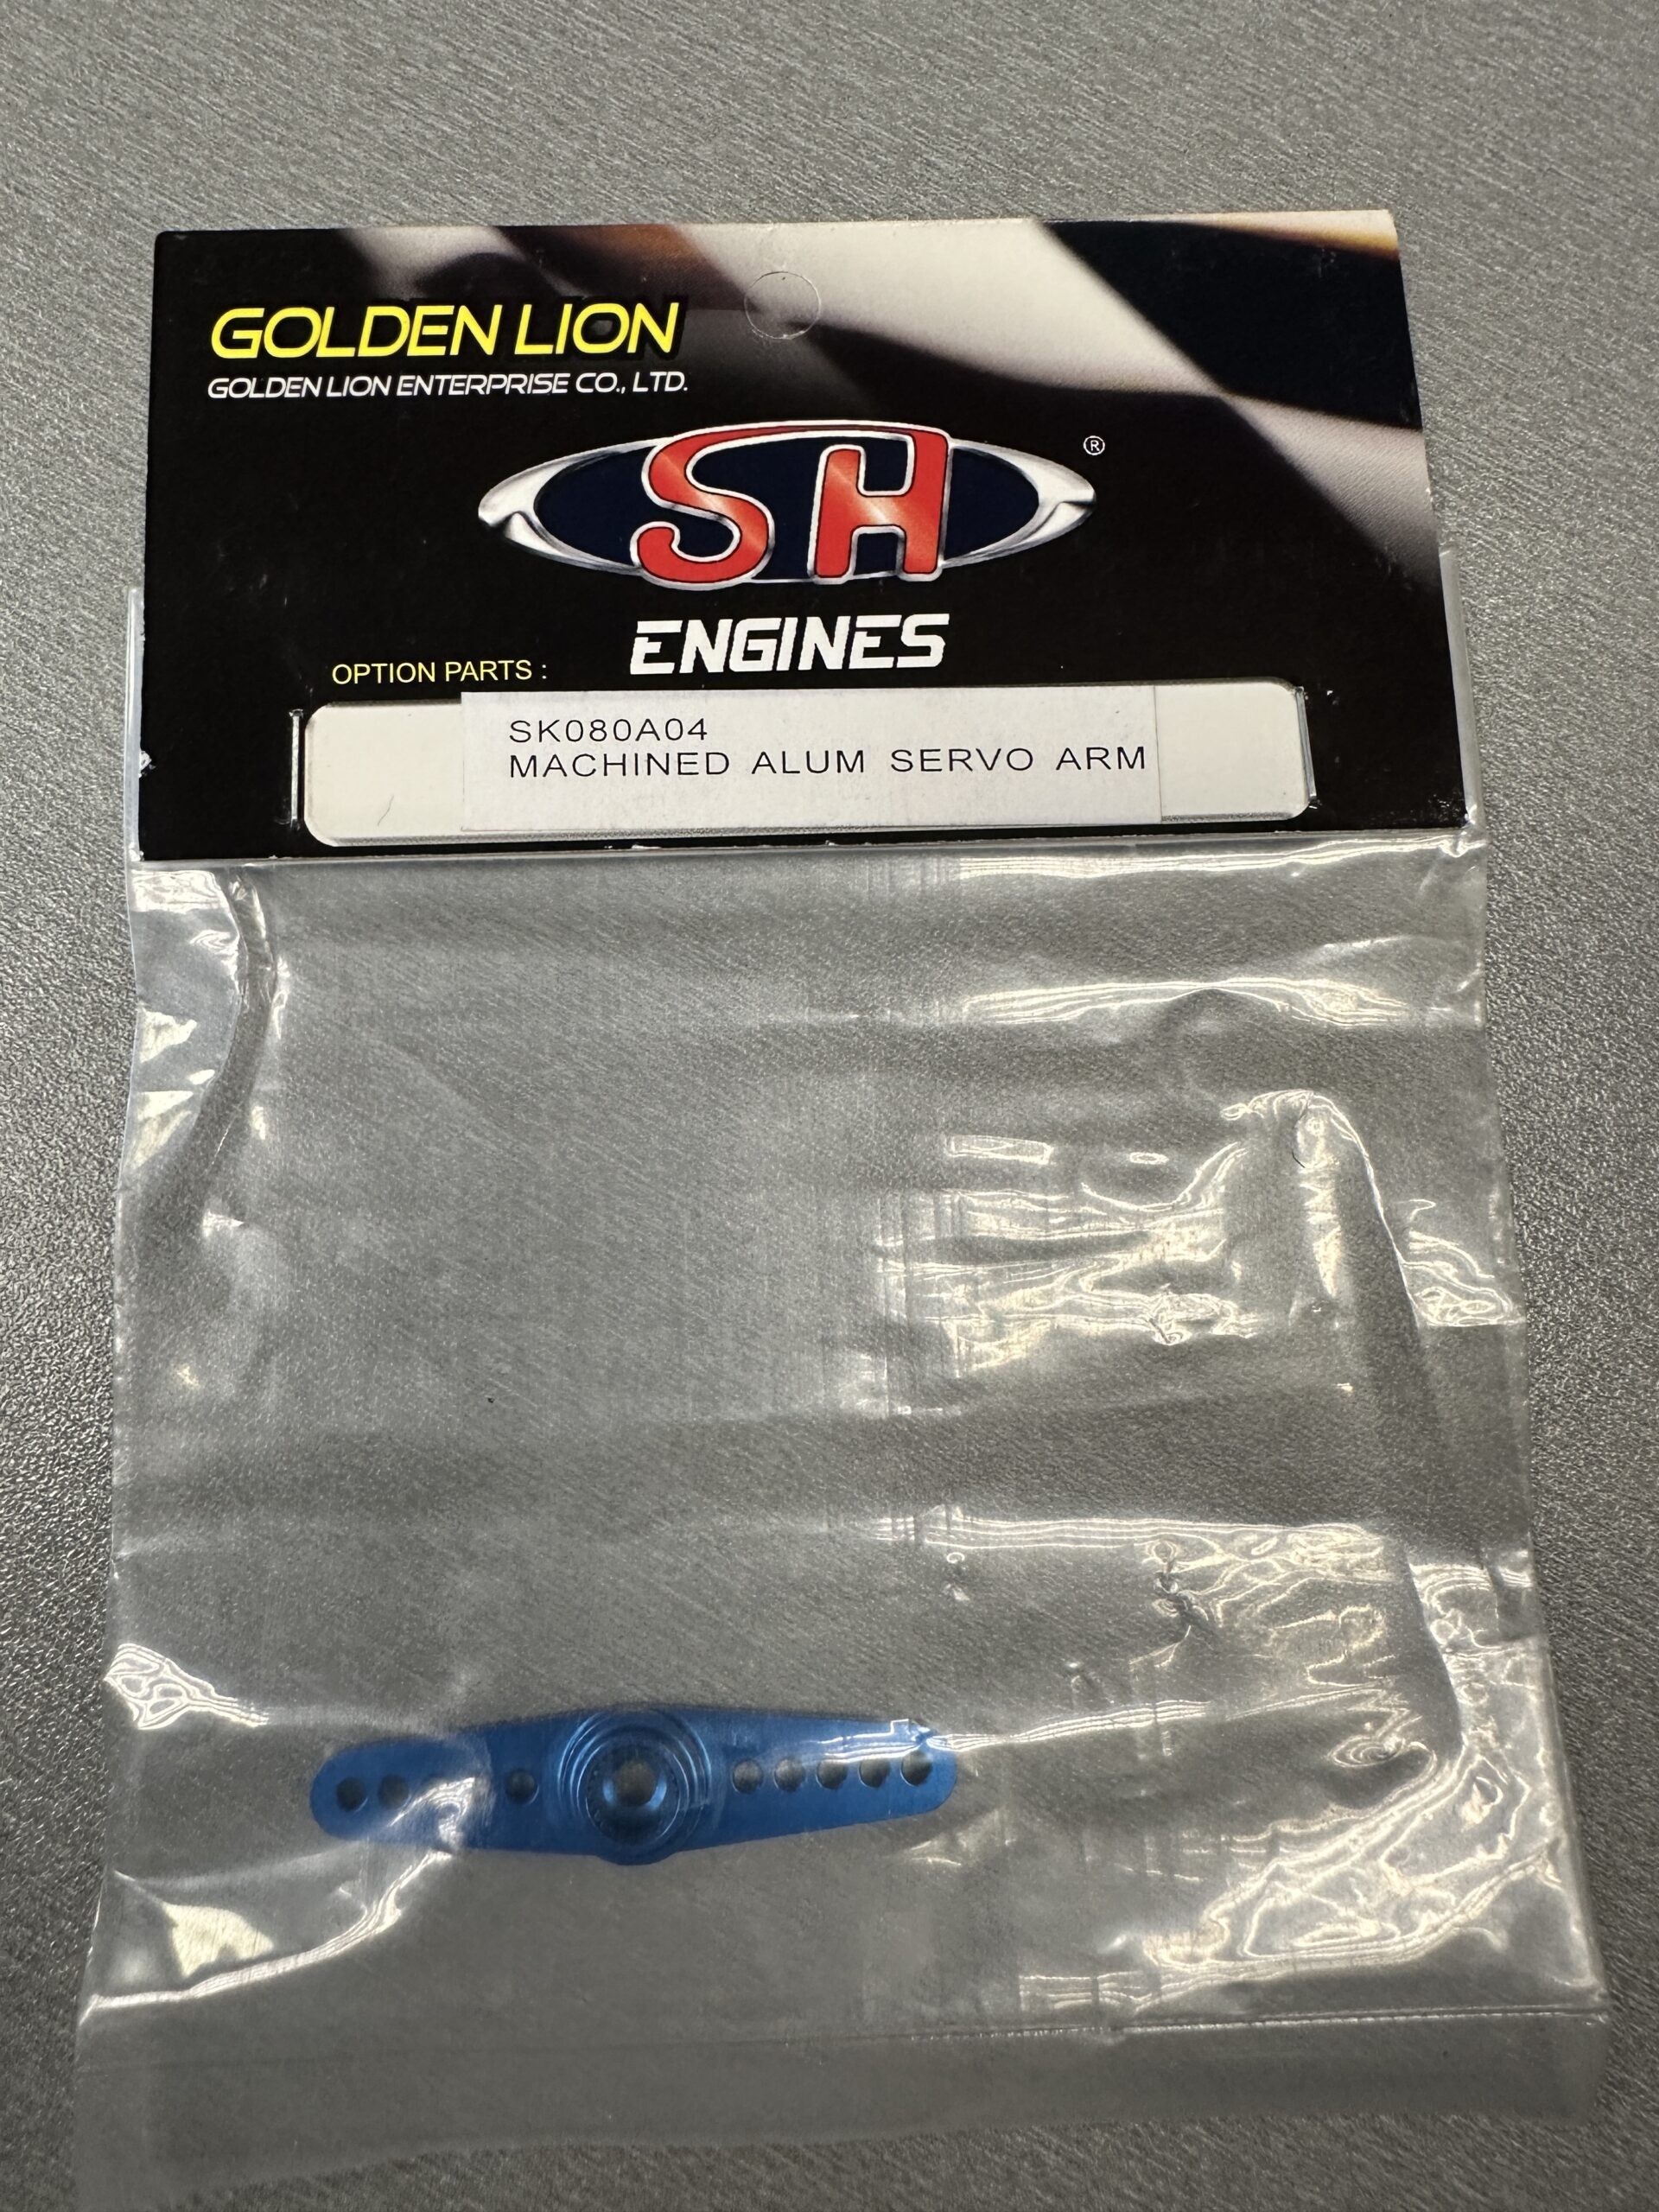 GOLDEN LION
GOLDEN LION ENTERPRISE CO., LTD.
SH ®
ENGINES
OPTION PARTS :
SK080A04
MACHINED ALUM SERVO ARM